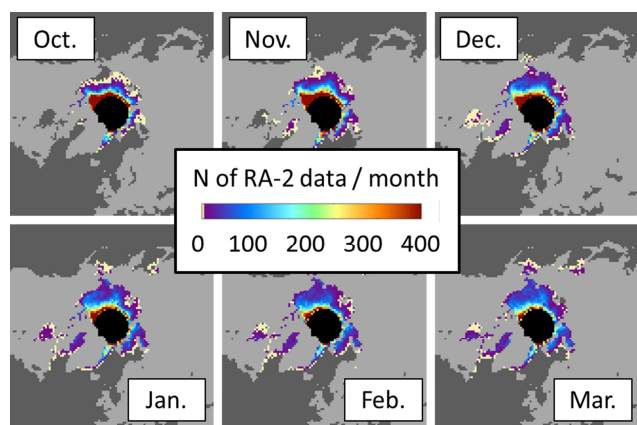 Oct.
Nov.
Dec.
N of RA-2 data / month
0 100 200 300 400
Jan.
Feb.
Mar.